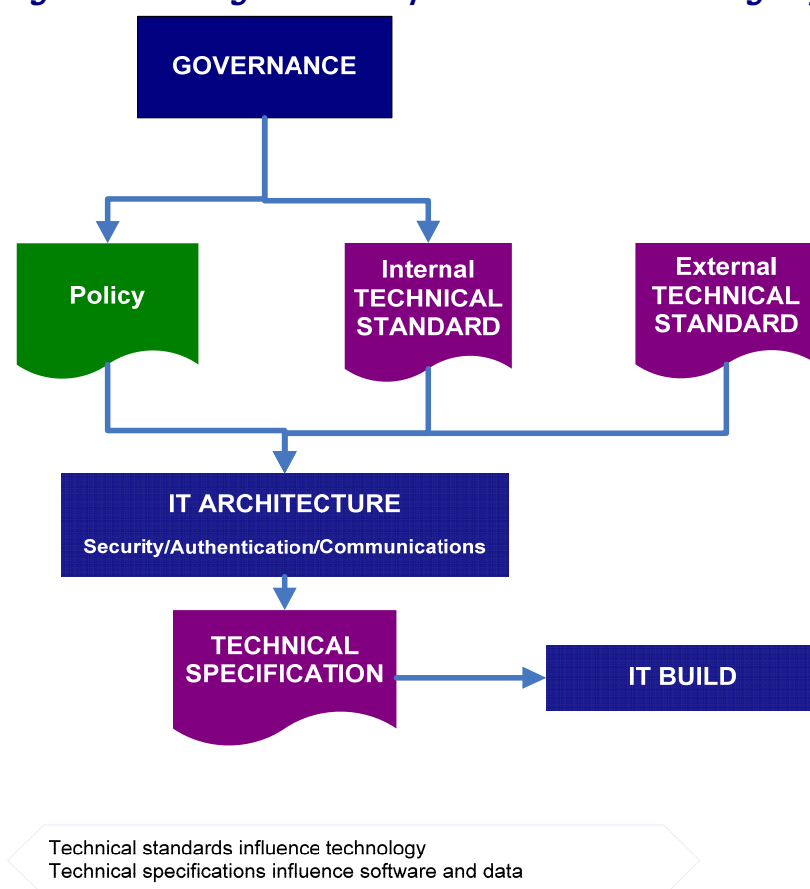 GOVERNANCE
Policy
Internal
TECHNICAL
STANDARD
External
TECHNICAL
STANDARD
IT ARCHITECTURE
Security/Authentication/Communications
TECHNICAL
SPECIFICATION
IT BUILD
Technical standards influence technology
Technical specifications influence software and data